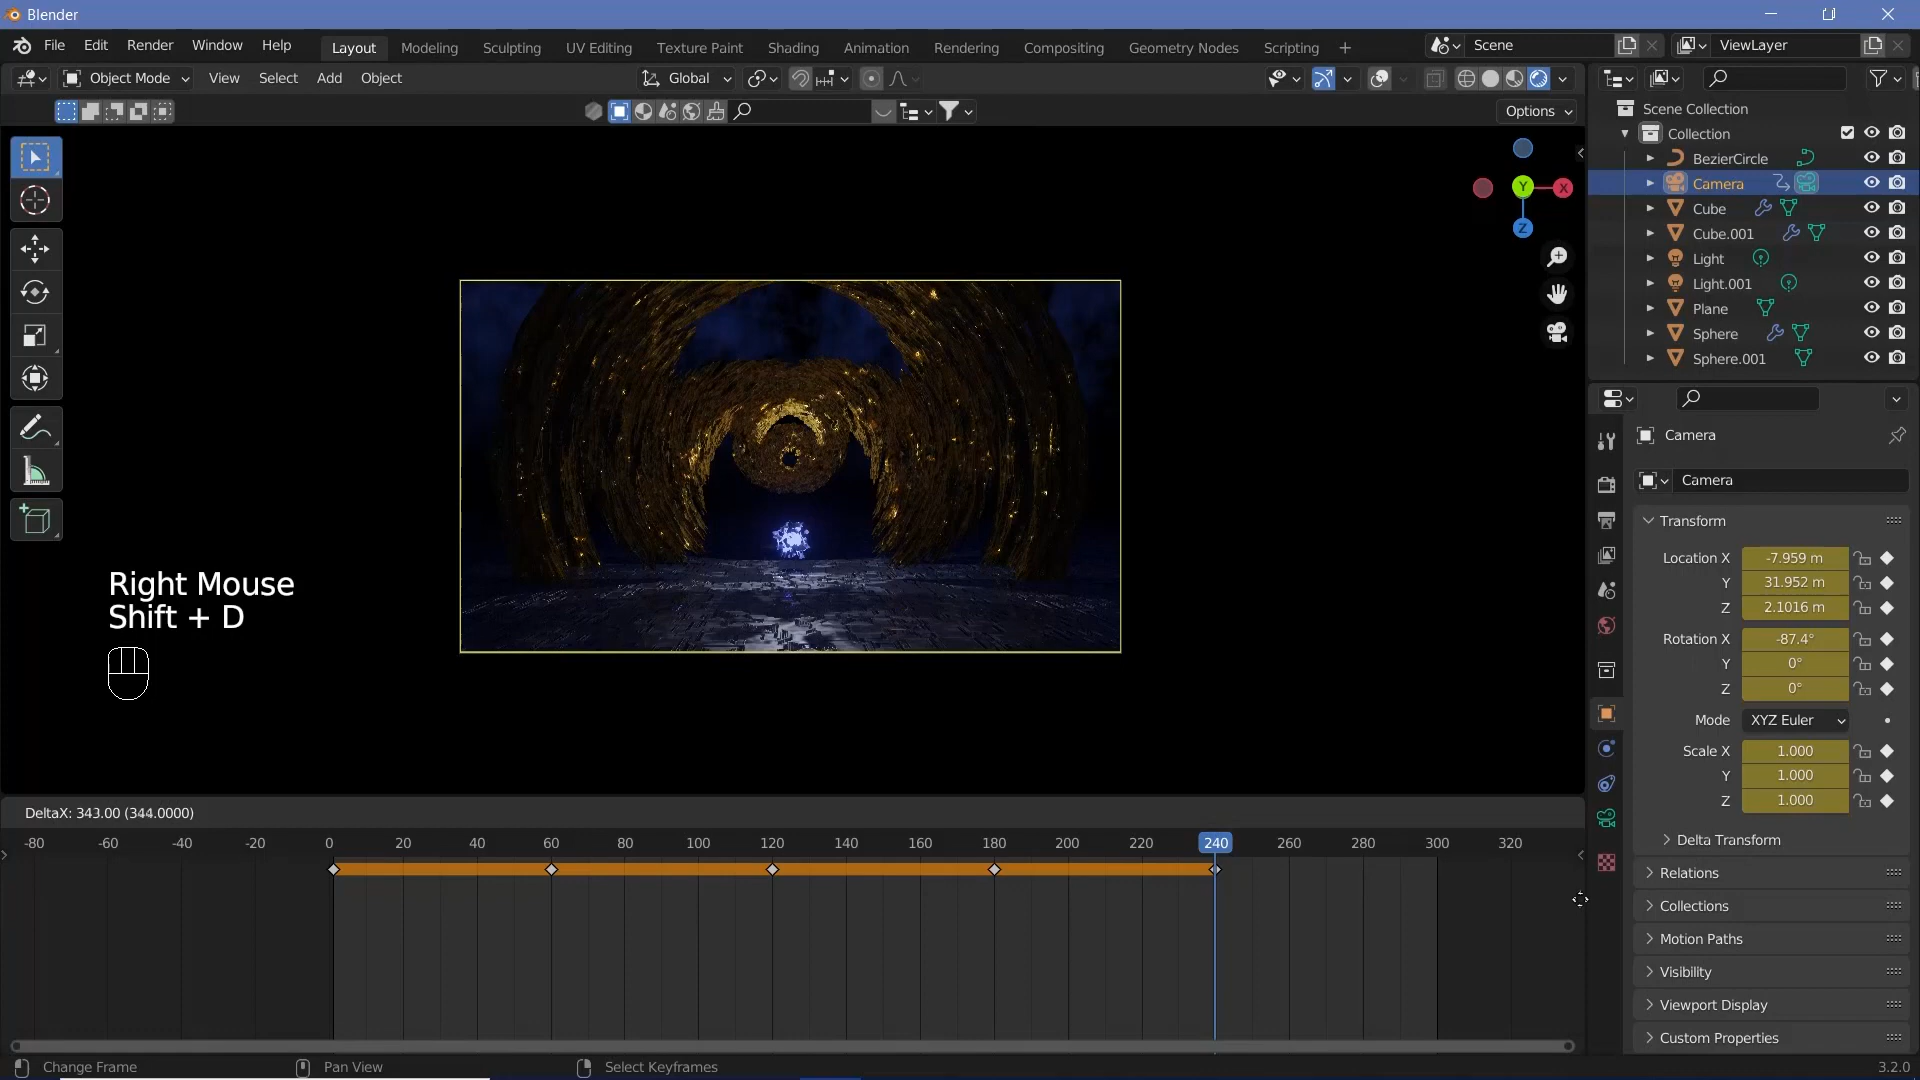 Blender
File Edit Render Window Help Layout Modeling Sculpting UV Editing Texture Paint Shading Animation Rendering Compositing Geometry Nodes Scripting + Scene ViewLayer
Object Mode View Select Add Object Global
Options
Scene Collection
Collection
BezierCircle
Camera
Cube
Cube.001
Light
Light.001
Plane
Sphere
Sphere.001
Y X
Z
Camera
Camera
Transform
Location X -7.959 m
Y 31.952 m
Z 2.1016 m
Rotation X -87.4°
Y 0°
Z 0°
Mode XYZ Euler
Scale X 1.000
Y 1.000
Z 1.000
Delta Transform
Relations
Collections
Motion Paths
Visibility
Viewport Display
Custom Properties
Right Mouse
Shift + D
DeltaX: 343.00 (344.0000)
-80 -60 -40 -20 0 20 40 60 80 100 120 140 160 180 200 220 240 260 280 300 320
Change Frame Pan View Select Keyframes 3.2.0